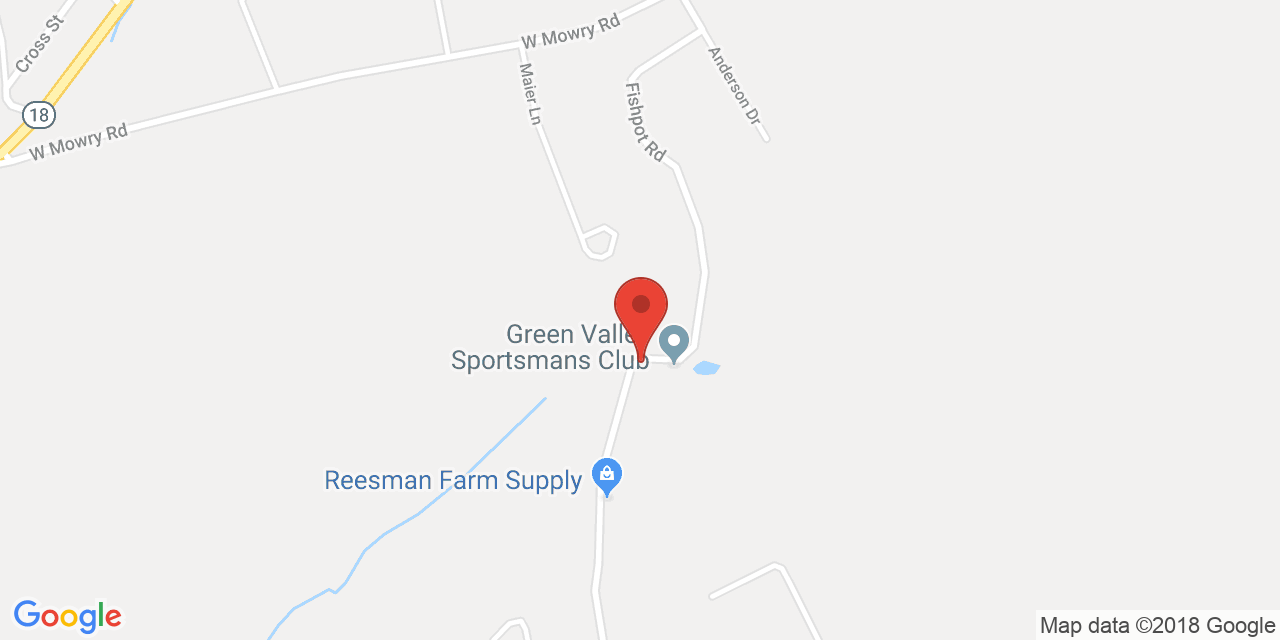 Cross St
W Mowry Rd
Maier Ln
Fishpot Rd
Anderson Dr
18
W Mowry Rd
Green Valle
Sportsmans Club
Reesman Farm Supply
Google
Map data ©2018 Google